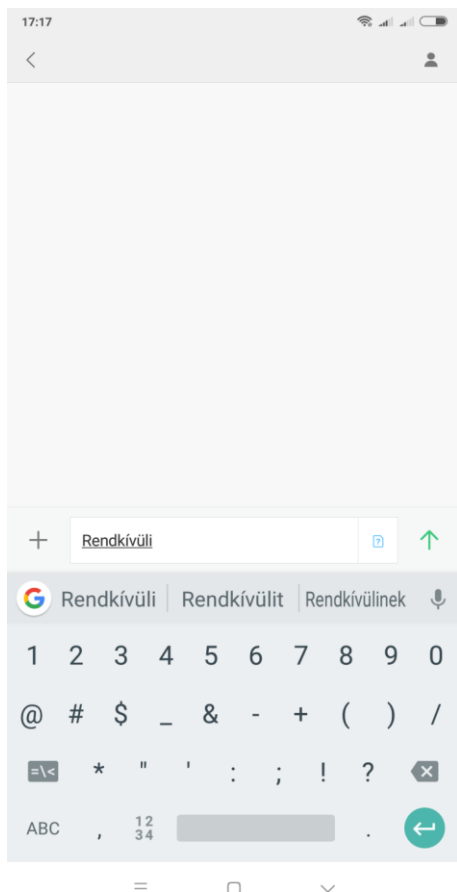 17:17
Rendkívüli
?
G Rendkívüli Rendkívülit Rendkívülinek
1 2 3 4 5 6 7 8 9 0
@ # $ _ & - + ( ) /
=\< * " ' : ; ! ?
ABC , 12 .
34